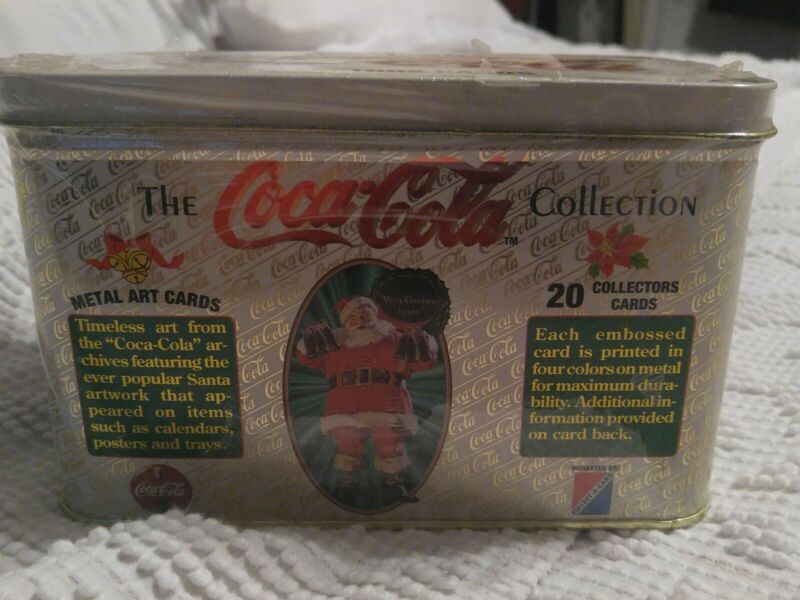 The Coca-Cola™ Collection
METAL ART CARDS
Timeless art from
the "Coca-Cola" ar-
chives featuring the
ever popular Santa
artwork that ap-
peared on items
such as calendars,
posters and trays.
Coca-Cola
Merry Christmas
20 COLLECTORS
CARDS
Each embossed
card is printed in
four colors on metal
for maximum dura-
bility. Additional in-
formation provided
on card back.
MARKETED BY: